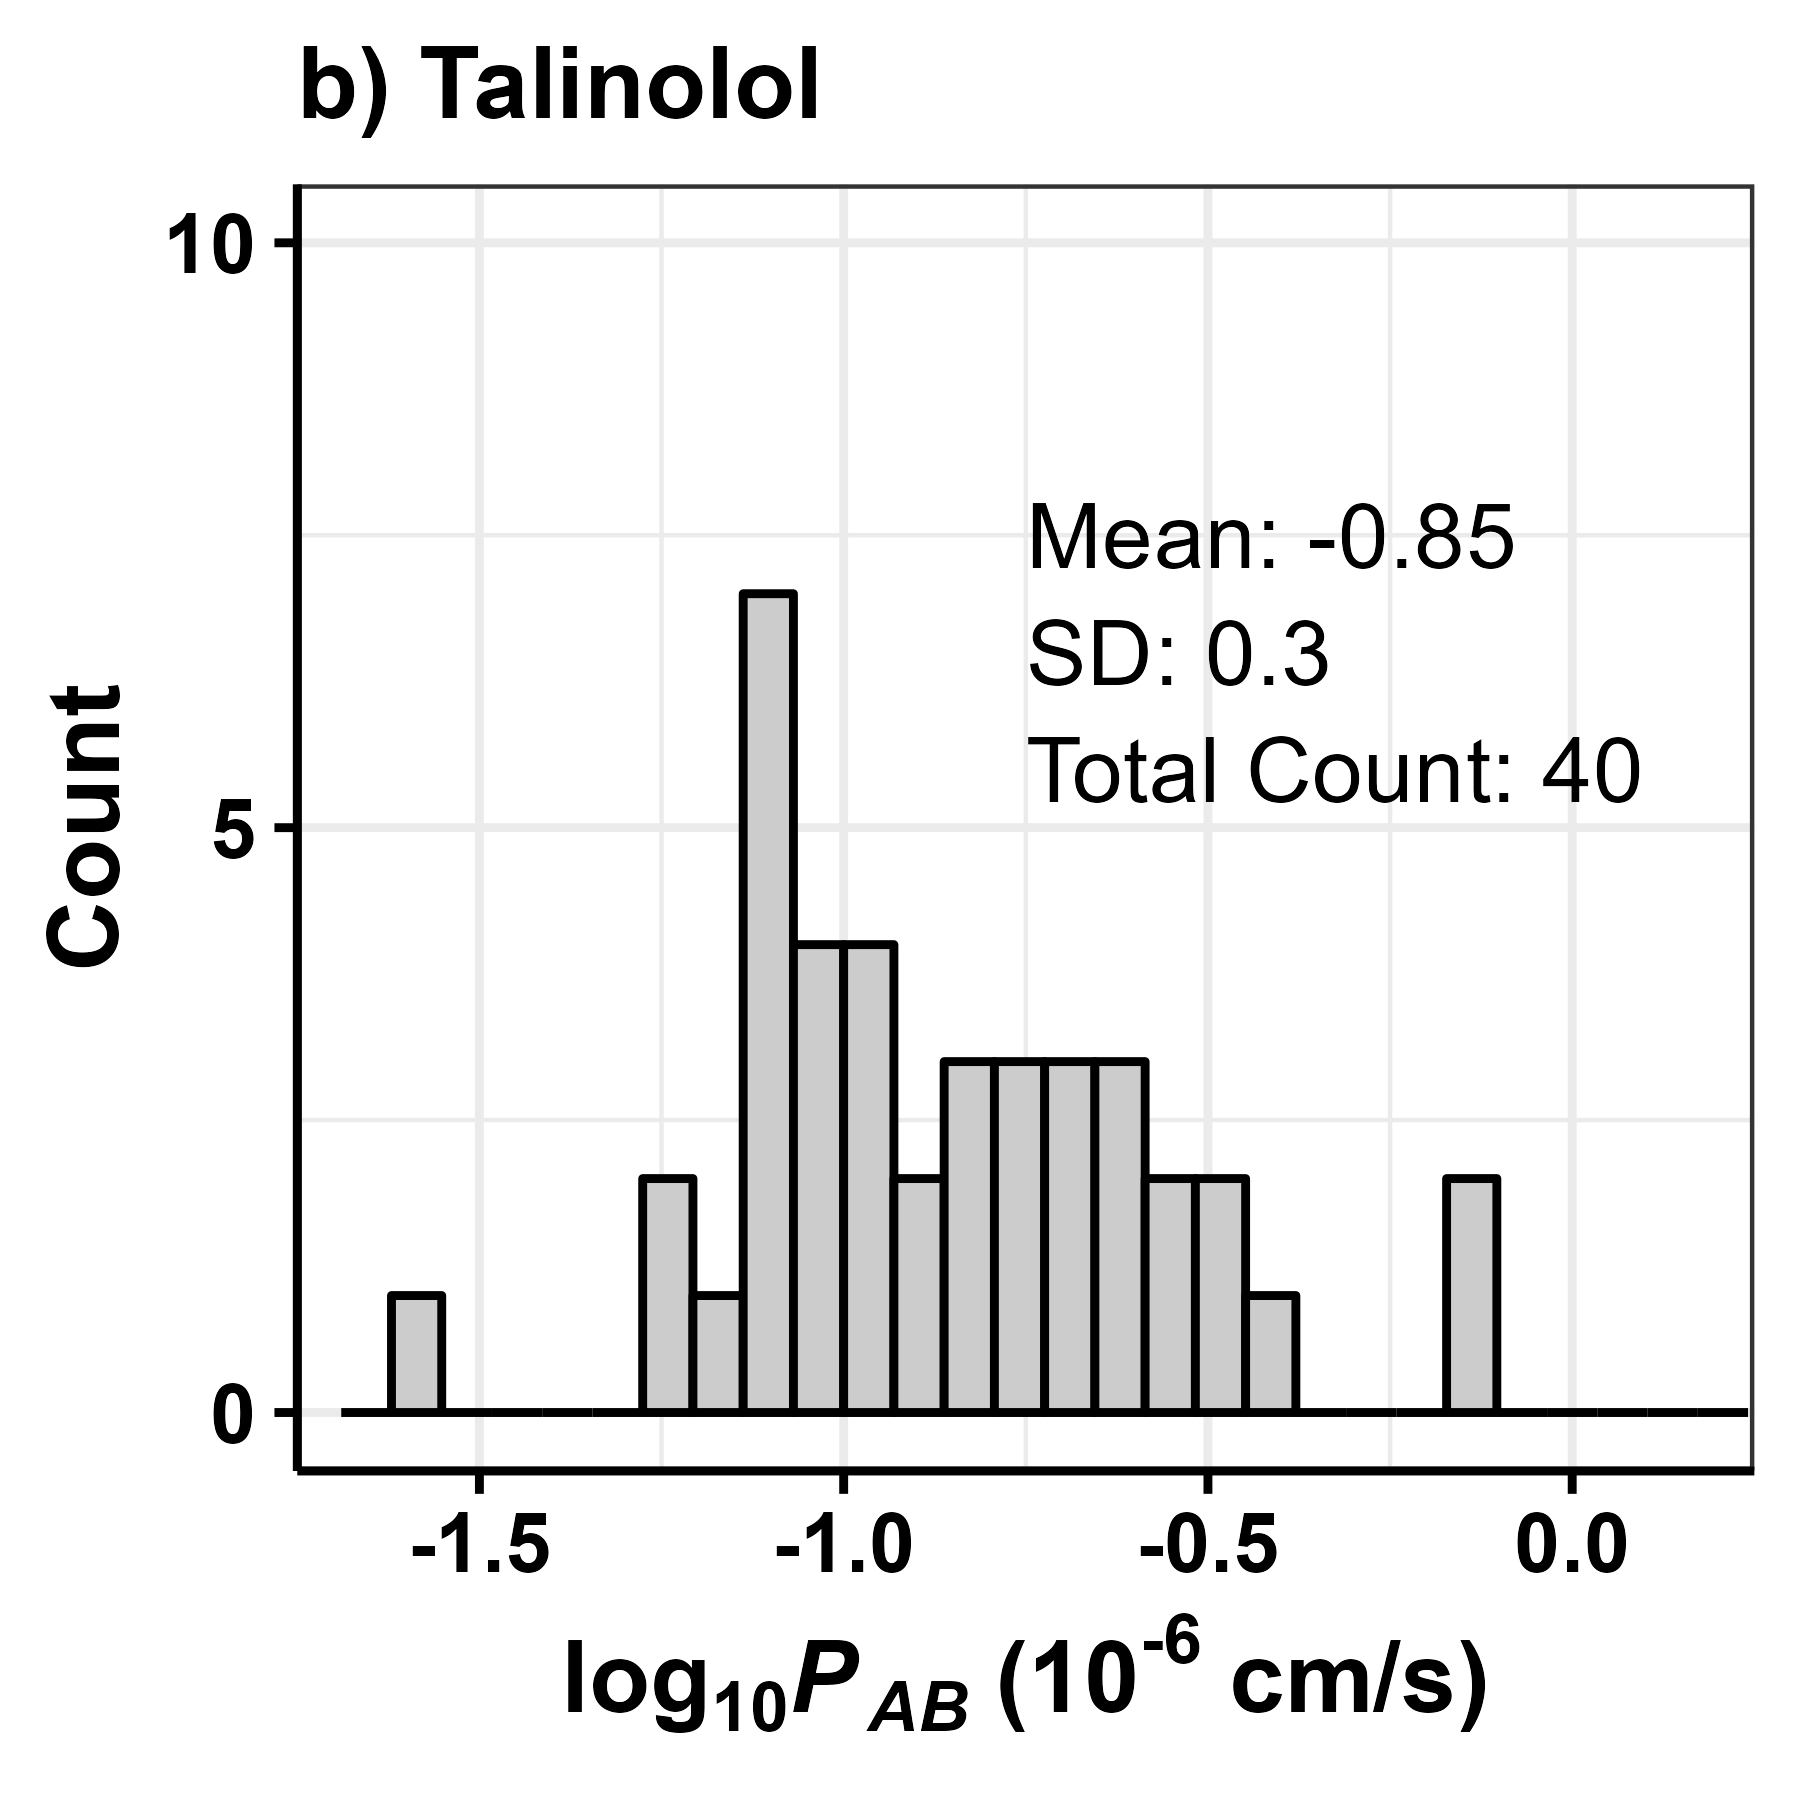 b) Talinolol
10
5
0
Count
Mean: -0.85
SD: 0.3
Total Count: 40
-1.5 -1.0 -0.5 0.0
log₁₀P_AB (10⁻⁶ cm/s)